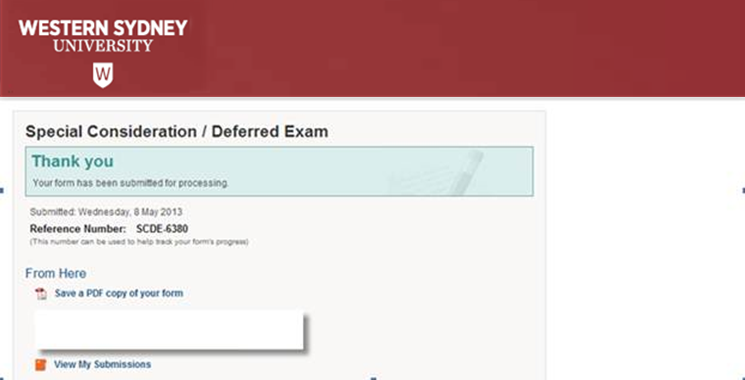 WESTERN SYDNEY
UNIVERSITY
W
Special Consideration / Deferred Exam
Thank you
Your form has been submitted for processing.
Submitted: Wednesday, 8 May 2013
Reference Number: SCDE-6380
(This number can be used to help track your form's progress)
From Here
Save a PDF copy of your form
View My Submissions